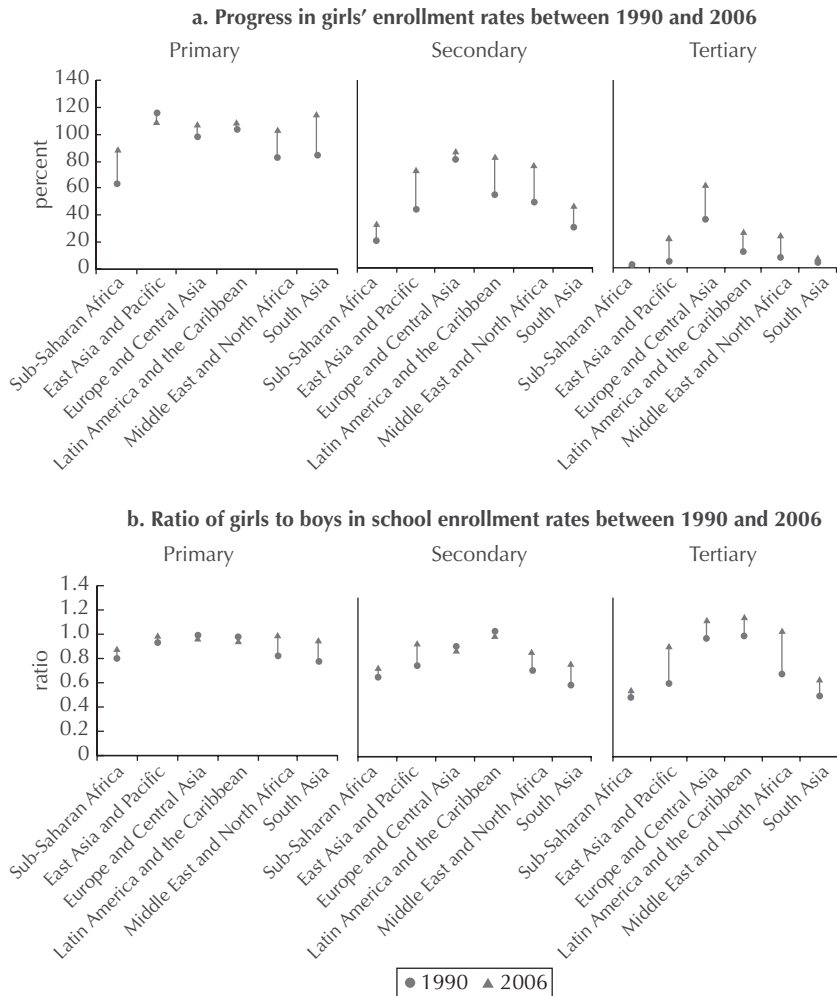 a. Progress in girls’ enrollment rates between 1990 and 2006
Primary
Secondary
Tertiary
percent
140
120
100
80
60
40
20
0
Sub-Saharan Africa
East Asia and Pacific
Europe and Central Asia
Latin America and the Caribbean
Middle East and North Africa
South Asia
Sub-Saharan Africa
East Asia and Pacific
Europe and Central Asia
Latin America and the Caribbean
Middle East and North Africa
South Asia
Sub-Saharan Africa
East Asia and Pacific
Europe and Central Asia
Latin America and the Caribbean
Middle East and North Africa
South Asia
b. Ratio of girls to boys in school enrollment rates between 1990 and 2006
Primary
Secondary
Tertiary
ratio
1.4
1.2
1.0
0.8
0.6
0.4
0.2
0
Sub-Saharan Africa
East Asia and Pacific
Europe and Central Asia
Latin America and the Caribbean
Middle East and North Africa
South Asia
Sub-Saharan Africa
East Asia and Pacific
Europe and Central Asia
Latin America and the Caribbean
Middle East and North Africa
South Asia
Sub-Saharan Africa
East Asia and Pacific
Europe and Central Asia
Latin America and the Caribbean
Middle East and North Africa
South Asia
1990 2006